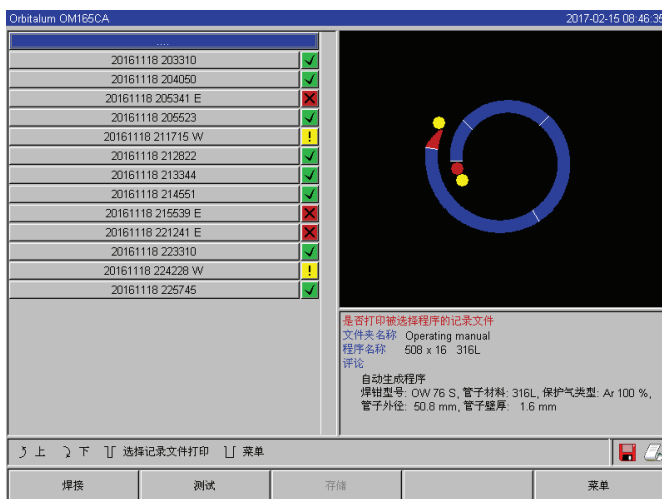 Orbitalum OM165CA 2017-02-15 08:46:35
....
20161118 203310
20161118 204050
20161118 205341 E
20161118 205523
20161118 211715 W
20161118 212822
20161118 213344
20161118 214551
20161118 215539 E
20161118 221241 E
20161118 223310
20161118 224228 W
20161118 225745
是否打印被选择程序的记录文件
文件夹名称 Operating manual
程序名称 508 x 16 316L
评论
自动生成程序
焊钳型号: OW 76 S, 管子材料: 316L, 保护气类型: Ar 100 %,
管子外径: 50.8 mm, 管子壁厚: 1.6 mm
上 下 选择记录文件打印 菜单
焊接 测试 存储 菜单